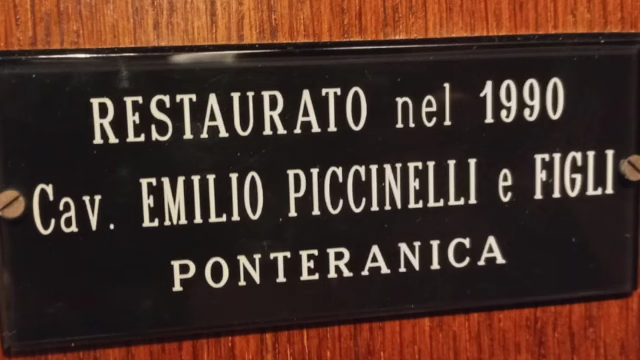 RESTAURATO nel 1990
Cav. EMILIO PICCINELLI e FIGLI
PONTERANICA